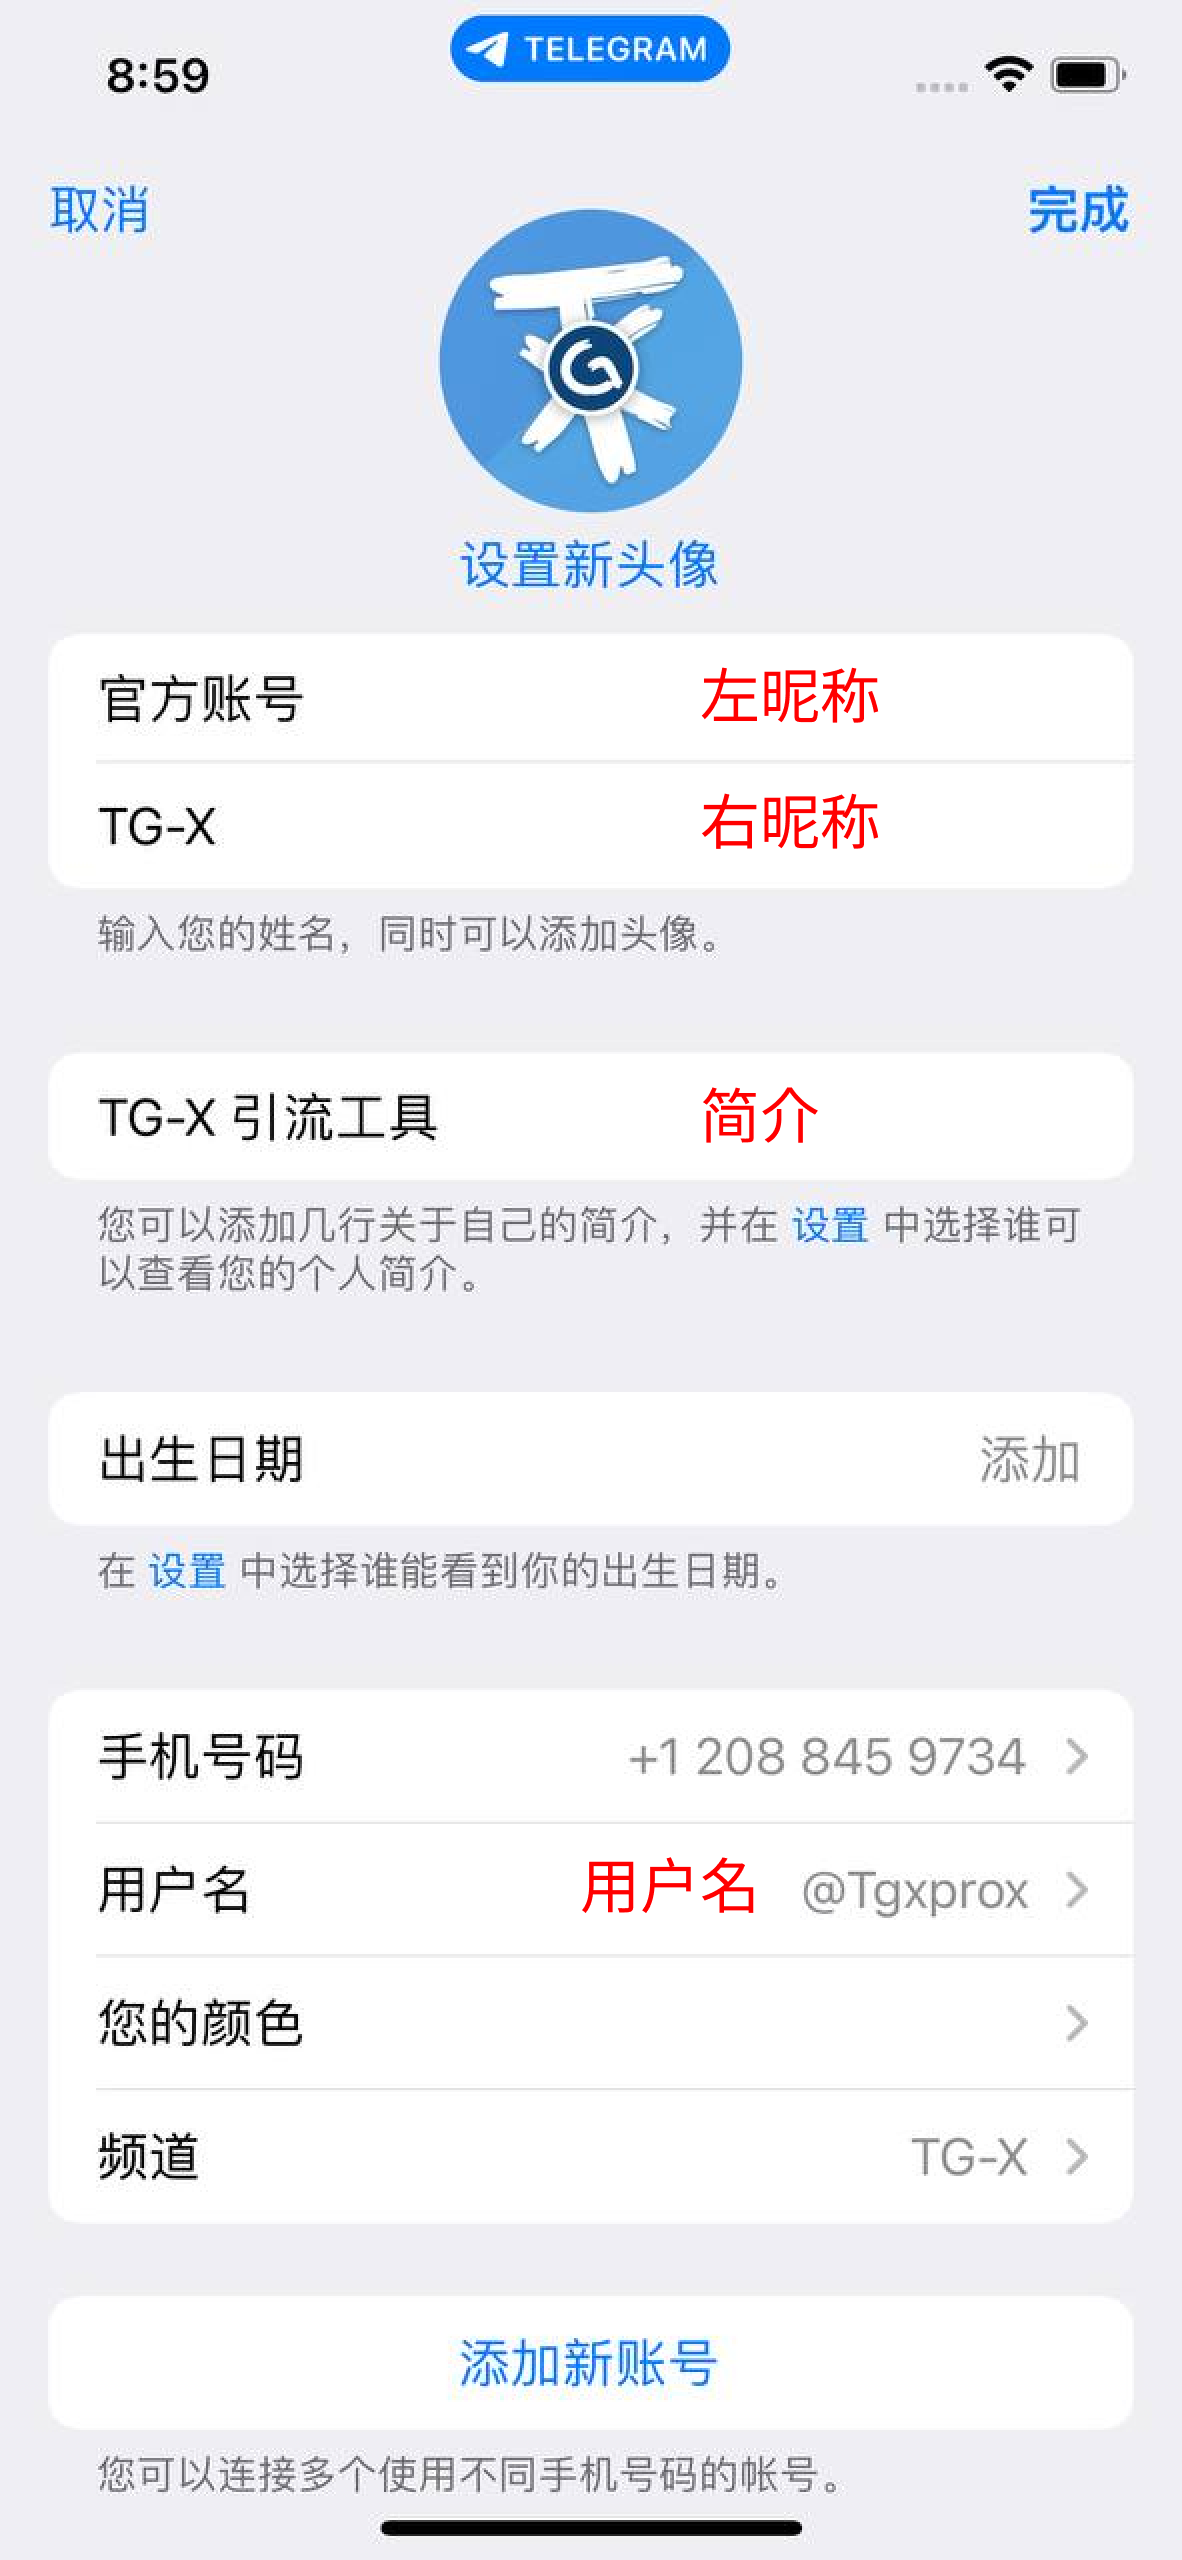 8:59
TELEGRAM
取消
完成
G
设置新头像
官方账号 左昵称
TG-X 右昵称
输入您的姓名，同时可以添加头像。
TG-X 引流工具 简介
您可以添加几行关于自己的简介，并在 设置 中选择谁可
以查看您的个人简介。
出生日期 添加
在 设置 中选择谁能看到你的出生日期。
手机号码 +1 208 845 9734
用户名 用户名 @Tgxprox
您的颜色
频道 TG-X
添加新账号
您可以连接多个使用不同手机号码的帐号。